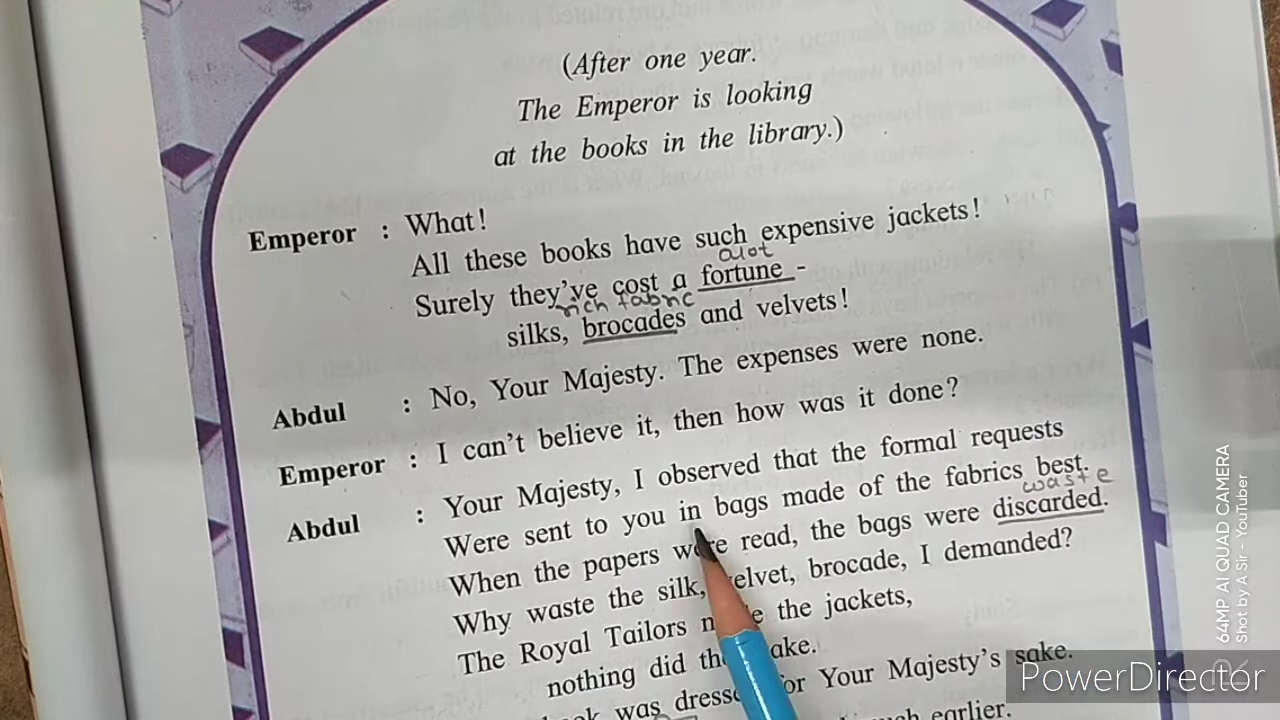 (After one year.
The Emperor is looking
at the books in the library.)
Emperor : What!
All these books have such expensive jackets!
alot
Surely they've cost a fortune -
rich fabric
silks, brocades and velvets!
Abdul : No, Your Majesty. The expenses were none.
Emperor : I can't believe it, then how was it done?
Abdul : Your Majesty, I observed that the formal requests
Were sent to you in bags made of the fabrics best.
waste
When the papers were read, the bags were discarded.
Why waste the silk, velvet, brocade, I demanded?
The Royal Tailors the jackets,
nothing did
was for Your Majesty's sake.
earlier.
64MP AI QUAD CAMERA
Shot by A Sir - YouTuber
PowerDirector